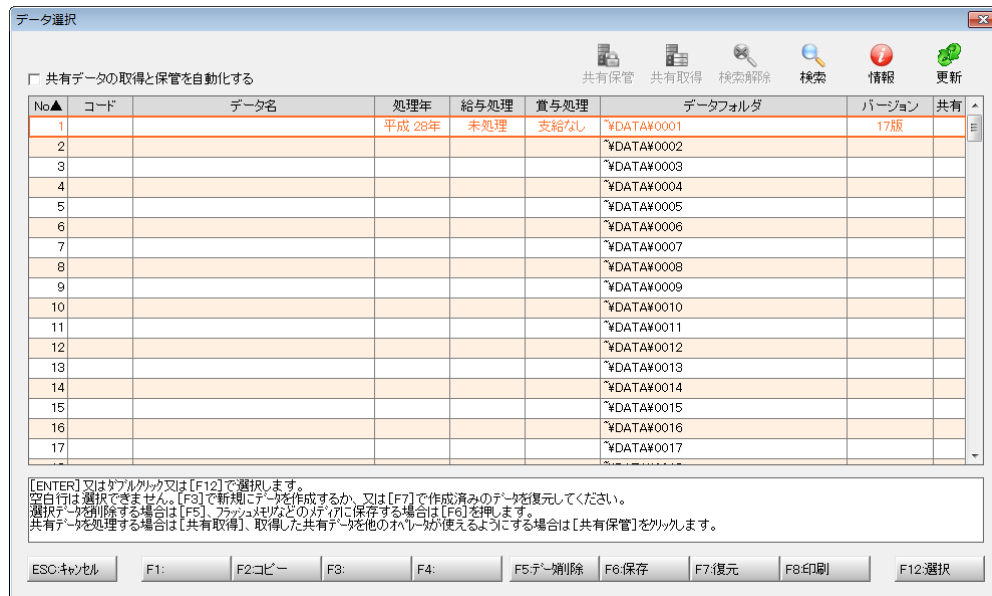 データ選択
共有保管 共有取得 検索解除 検索 情報 更新
共有データの取得と保管を自動化する
No▲ コード データ名 処理年 給与処理 賞与処理 データフォルダ バージョン 共有
1 平成 28年 未処理 支給なし ~¥DATA¥0001 17版
2 ~¥DATA¥0002
3 ~¥DATA¥0003
4 ~¥DATA¥0004
5 ~¥DATA¥0005
6 ~¥DATA¥0006
7 ~¥DATA¥0007
8 ~¥DATA¥0008
9 ~¥DATA¥0009
10 ~¥DATA¥0010
11 ~¥DATA¥0011
12 ~¥DATA¥0012
13 ~¥DATA¥0013
14 ~¥DATA¥0014
15 ~¥DATA¥0015
16 ~¥DATA¥0016
17 ~¥DATA¥0017
[ENTER]又はダブルクリック又は[F12]で選択します。
空白行は選択できません。[F3]で新規にデータを作成するか、又は[F7]で作成済みのデータを復元してください。
選択データを削除する場合は[F5]、フラッシュメモリなどのメディアに保存する場合は[F6]を押します。
共有データを処理する場合は[共有取得]、取得した共有データを他のオペレータが使えるようにする場合は[共有保管]をクリックします。
ESC:キャンセル F1: F2:コピー F3: F4: F5:データ削除 F6:保存 F7:復元 F8:印刷 F12:選択